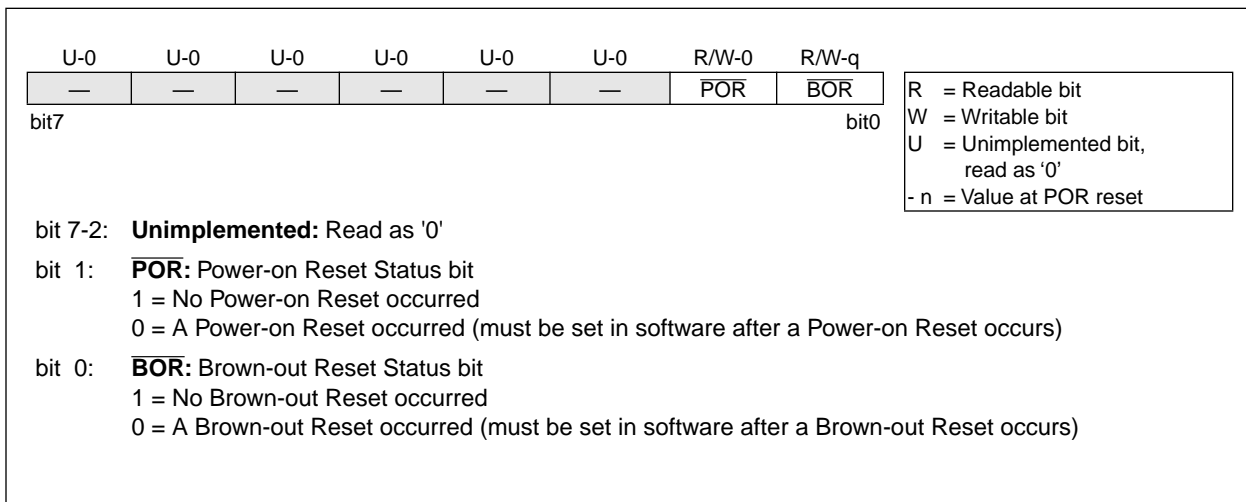 U-0 U-0 U-0 U-0 U-0 U-0 R/W-0 R/W-q
— — — — — — P̅O̅R̅ B̅O̅R̅
bit7 bit0
R = Readable bit
W = Writable bit
U = Unimplemented bit,
read as ‘0’
- n = Value at POR reset
bit 7-2: Unimplemented: Read as '0'
bit 1: P̅O̅R̅: Power-on Reset Status bit
1 = No Power-on Reset occurred
0 = A Power-on Reset occurred (must be set in software after a Power-on Reset occurs)
bit 0: B̅O̅R̅: Brown-out Reset Status bit
1 = No Brown-out Reset occurred
0 = A Brown-out Reset occurred (must be set in software after a Brown-out Reset occurs)